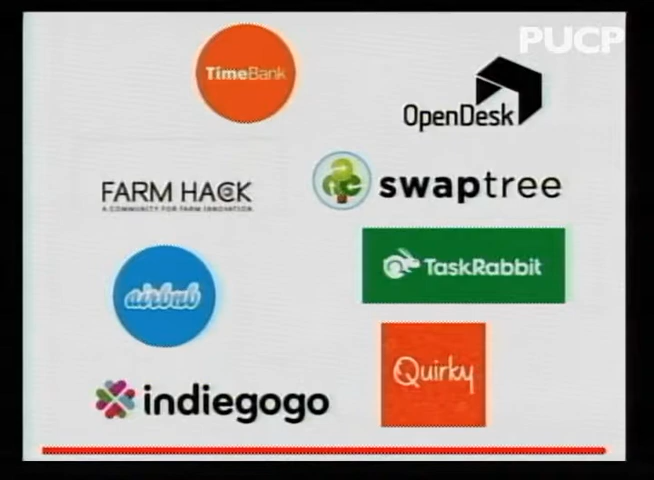 PUCP
TimeBank
OpenDesk
FARM HACK
A COMMUNITY FOR FARM INNOVATION
swaptree
airbnb
TaskRabbit
indiegogo
Quirky